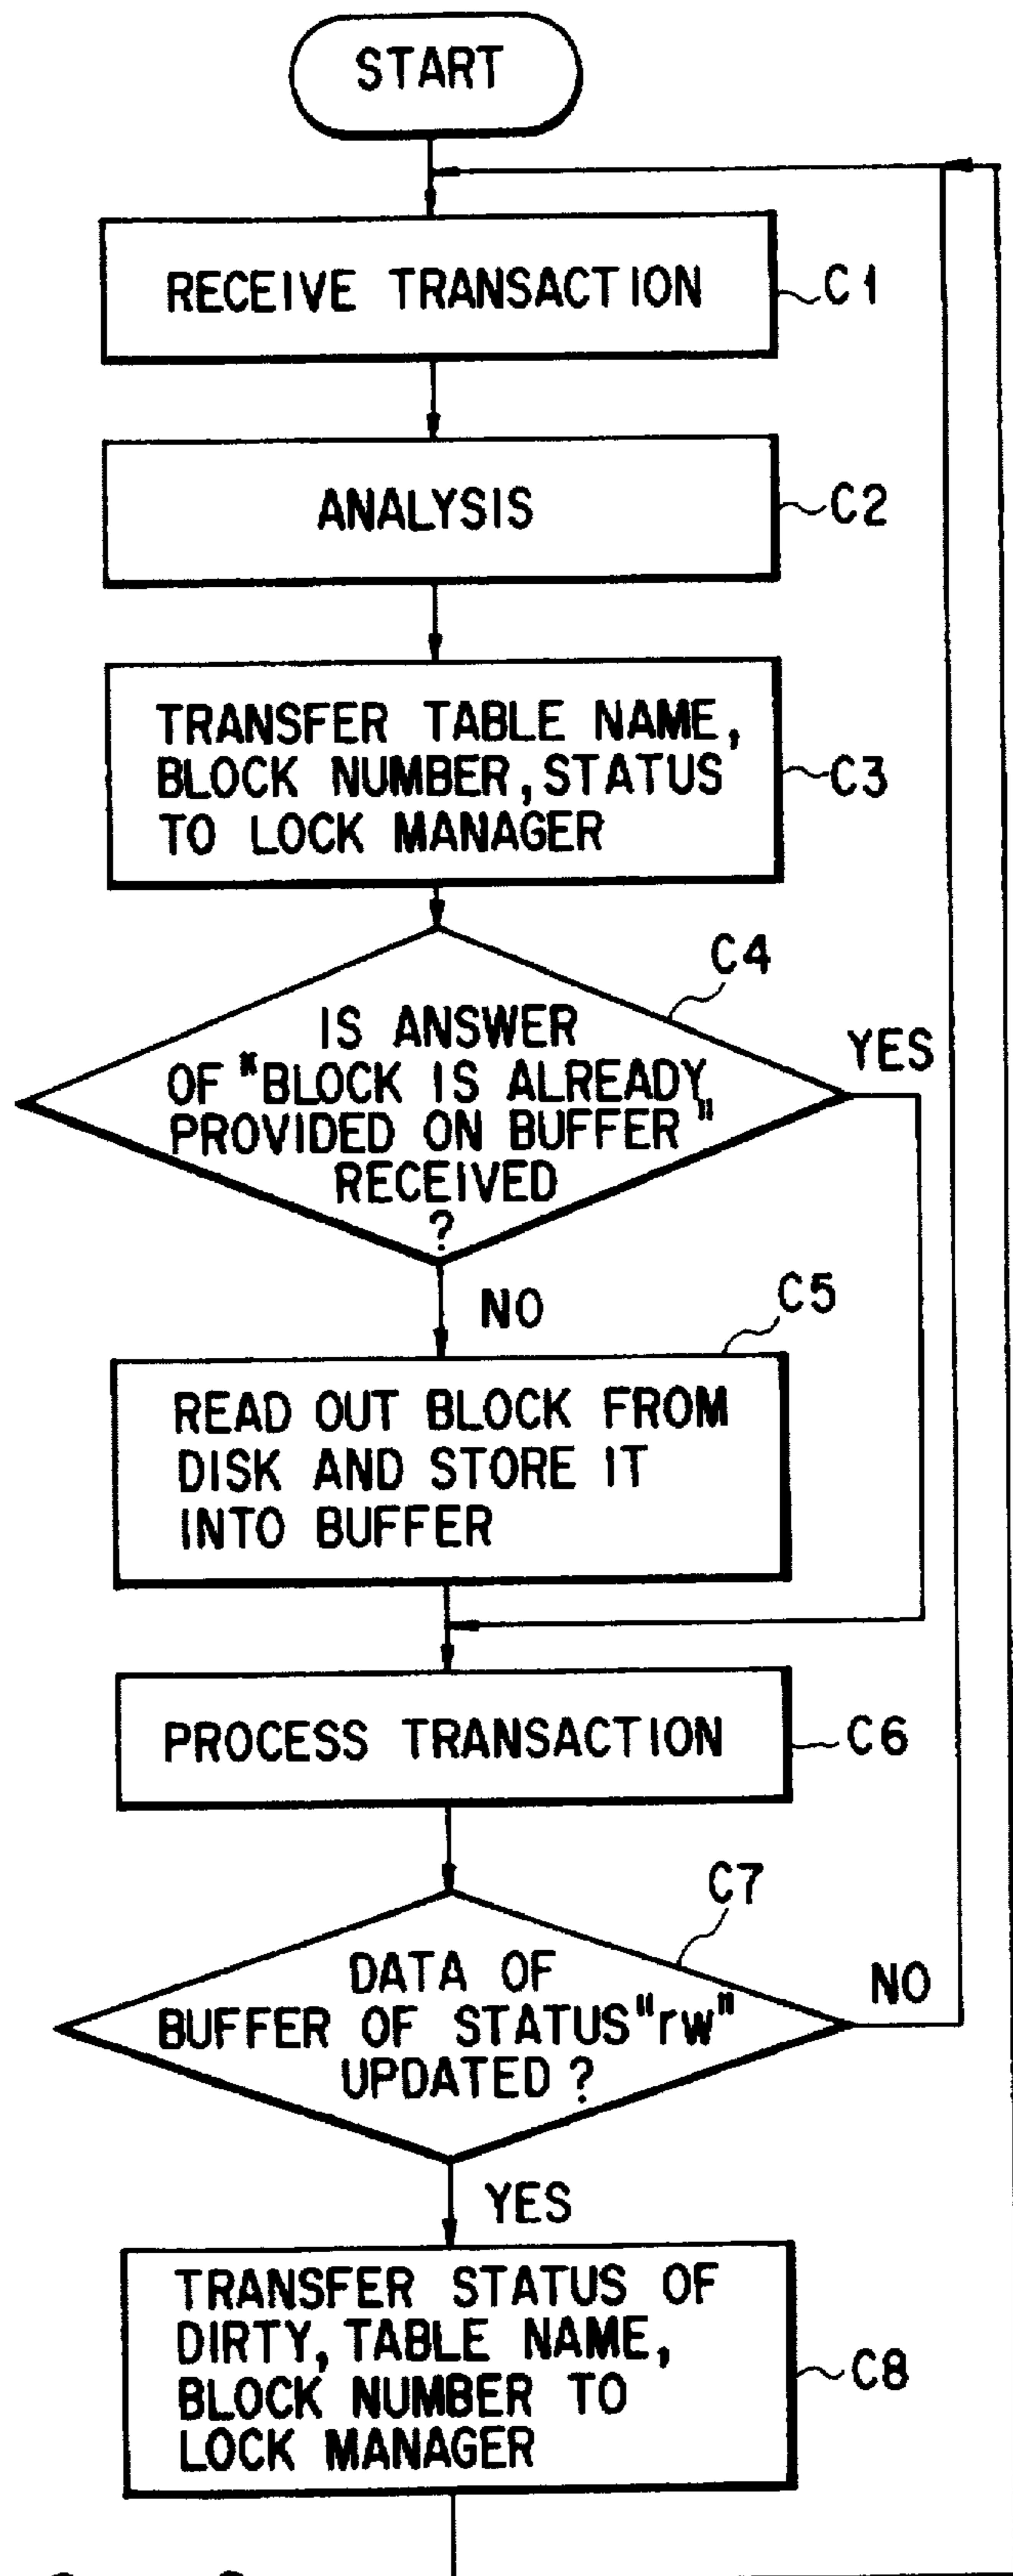 START
RECEIVE TRANSACTION
C1
ANALYSIS
C2
TRANSFER TABLE NAME,
BLOCK NUMBER, STATUS
TO LOCK MANAGER
C3
C4
IS ANSWER
OF "BLOCK IS ALREADY
PROVIDED ON BUFFER"
RECEIVED
?
YES
NO
C5
READ OUT BLOCK FROM
DISK AND STORE IT
INTO BUFFER
PROCESS TRANSACTION
C6
C7
DATA OF
BUFFER OF STATUS "rw"
UPDATED ?
NO
YES
TRANSFER STATUS OF
DIRTY, TABLE NAME,
BLOCK NUMBER TO
LOCK MANAGER
C8